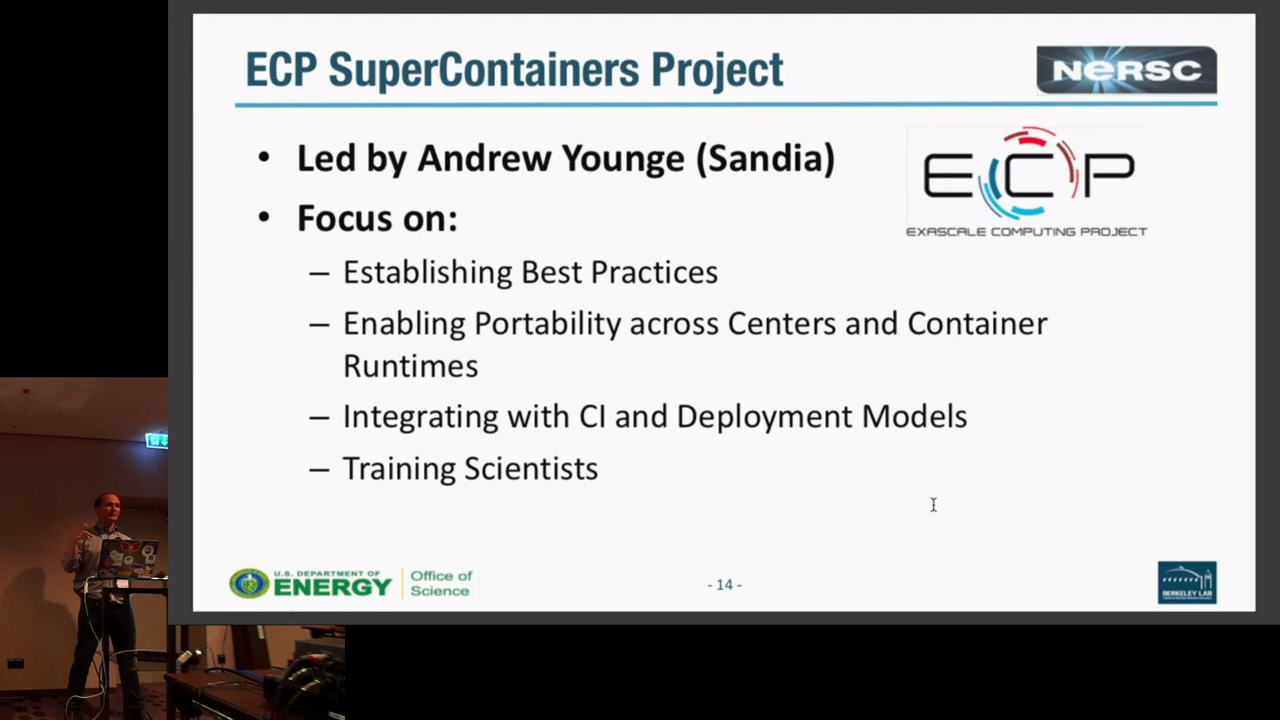 ECP SuperContainers Project
NERSC
• Led by Andrew Younge (Sandia)
ECP
EXASCALE COMPUTING PROJECT
• Focus on:
– Establishing Best Practices
– Enabling Portability across Centers and Container
Runtimes
– Integrating with CI and Deployment Models
– Training Scientists
U.S. DEPARTMENT OF
ENERGY
Office of
Science
- 14 -
BERKELEY LAB